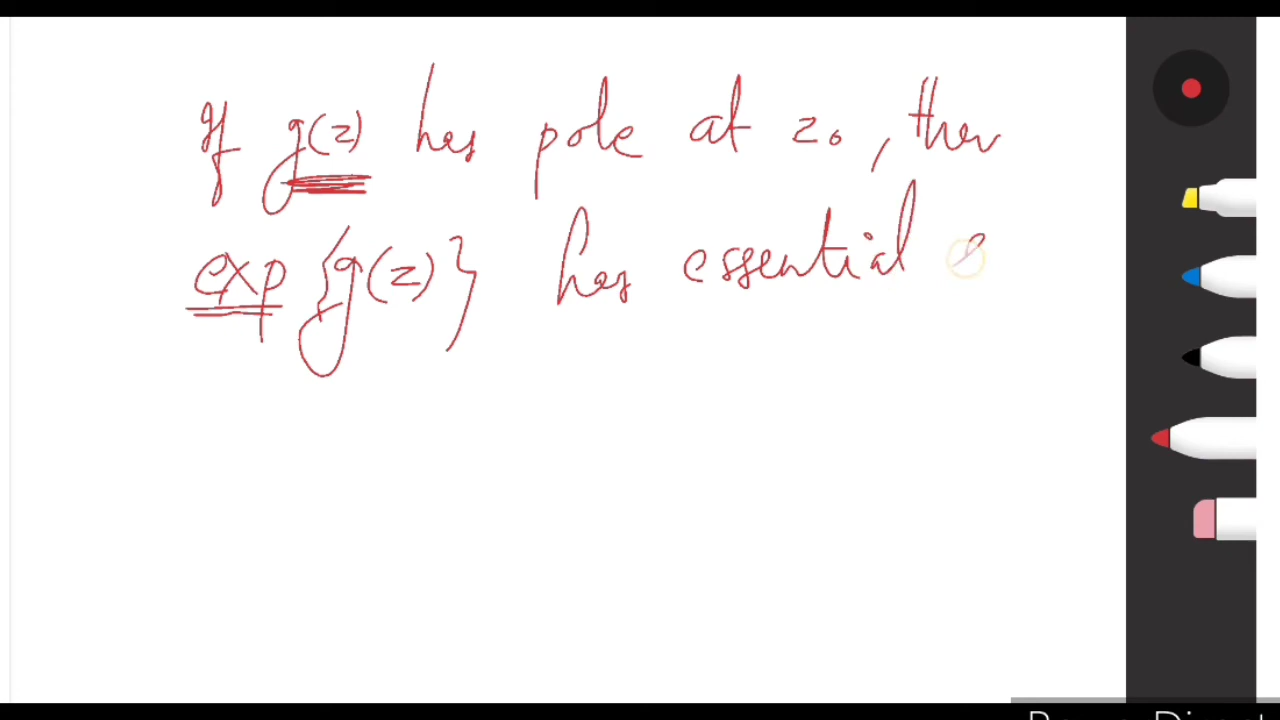 If g(z) has pole at z₀, then
exp {g(z)} has essential s